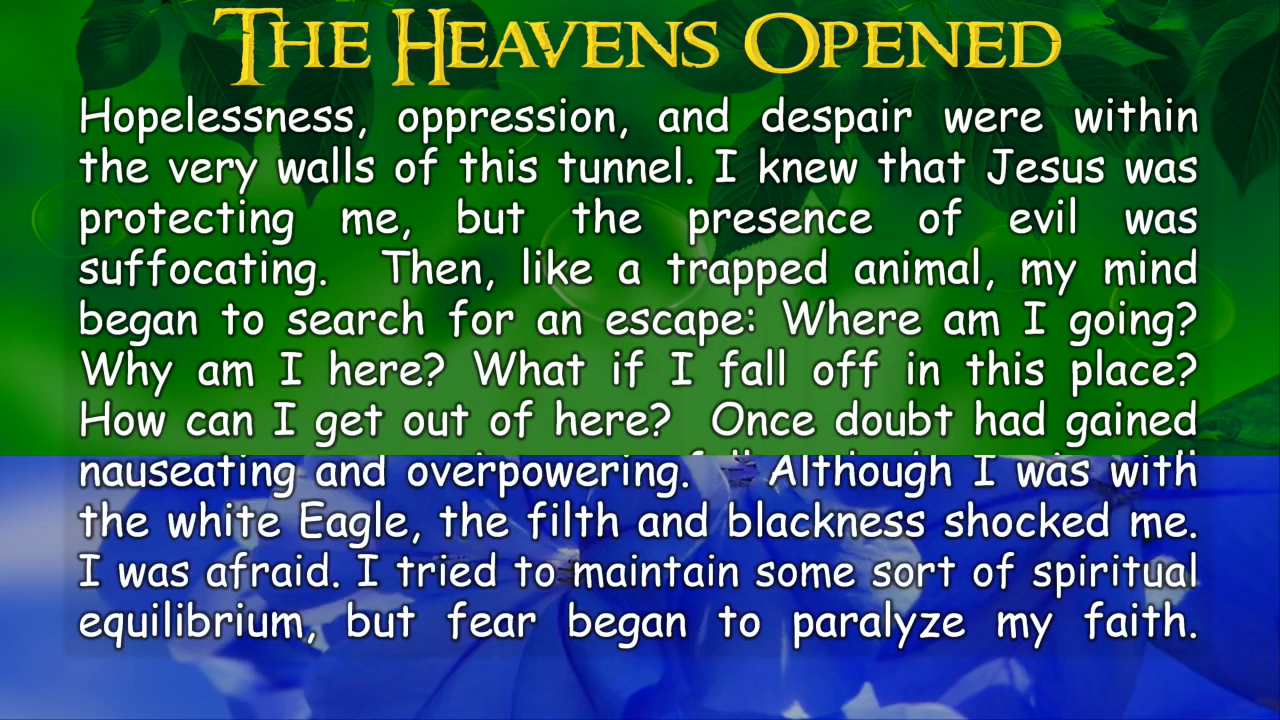 THE HEAVENS OPENED
Hopelessness, oppression, and despair were within
the very walls of this tunnel. I knew that Jesus was
protecting me, but the presence of evil was
suffocating. Then, like a trapped animal, my mind
began to search for an escape: Where am I going?
Why am I here? What if I fall off in this place?
How can I get out of here? Once doubt had gained
nauseating and overpowering. Although I was with
the white Eagle, the filth and blackness shocked me.
I was afraid. I tried to maintain some sort of spiritual
equilibrium, but fear began to paralyze my faith.